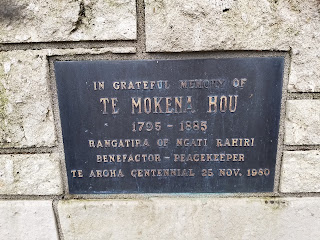 IN GRATEFUL MEMORY OF
TE MOKENA HOU
1795 - 1885
RANGATIRA OF NGATI RAHIRI
BENEFACTOR - PEACEKEEPER
TE AROHA CENTENNIAL 25 NOV. 1980